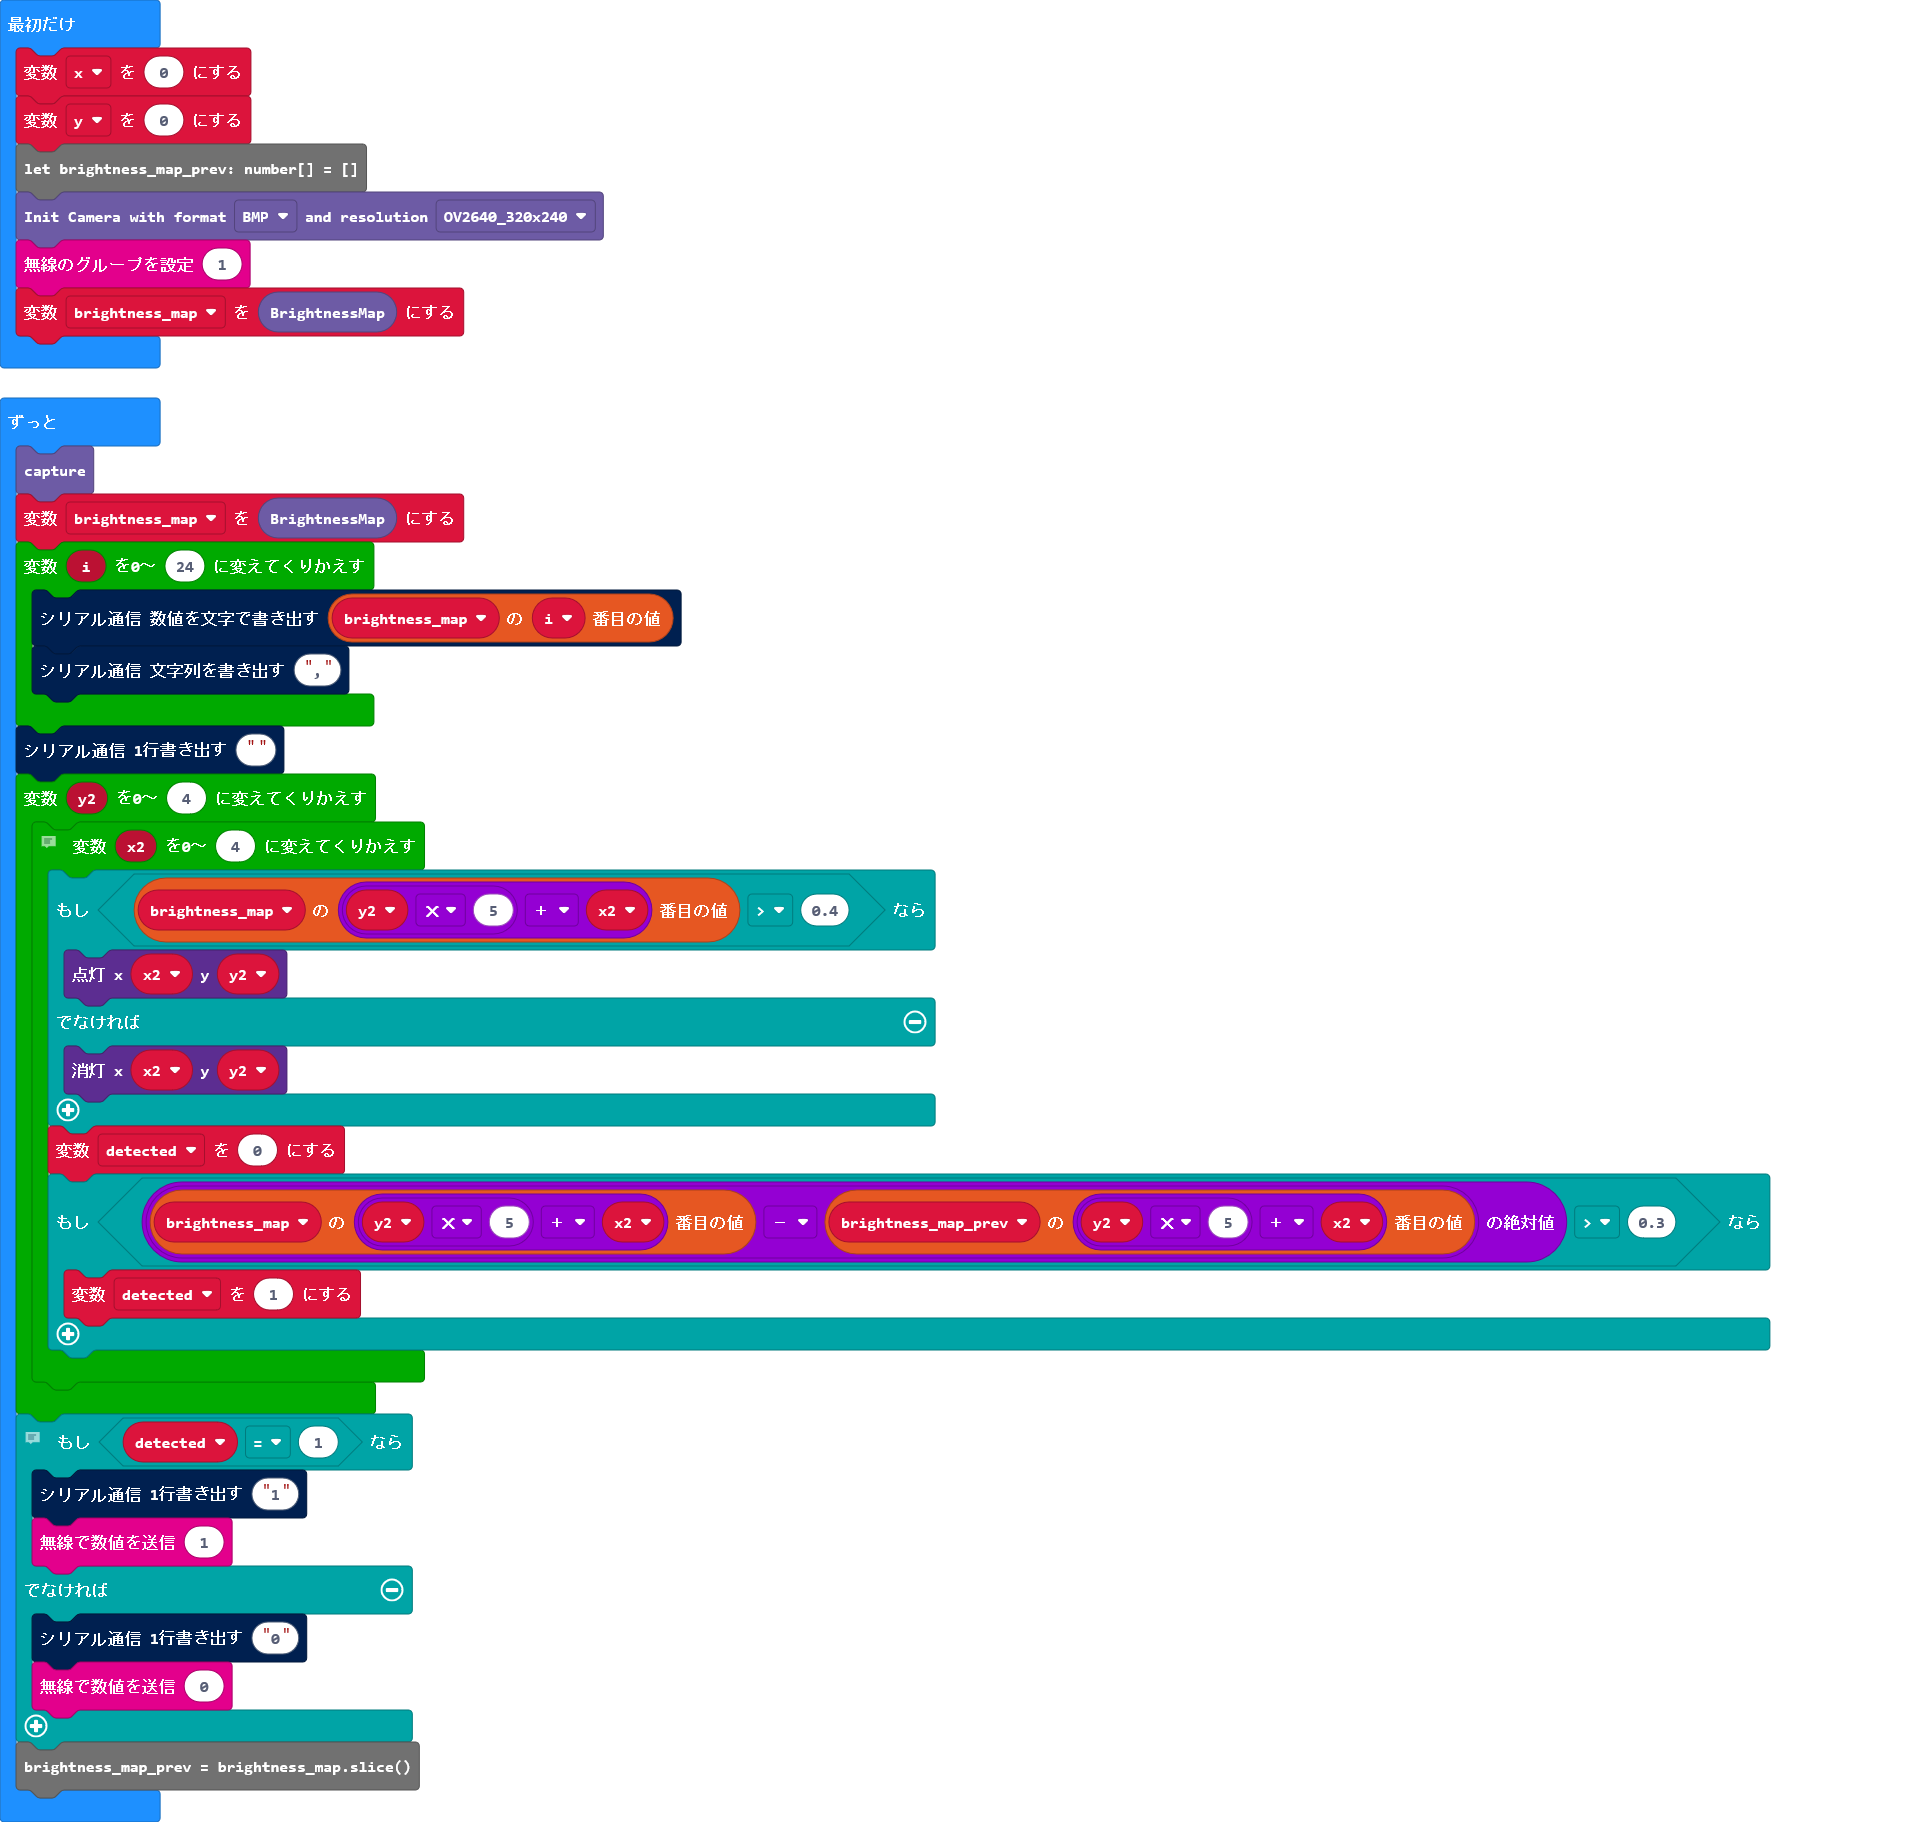 最初だけ
変数 x を 0 にする
変数 y を 0 にする
let brightness_map_prev: number[] = []
Init Camera with format BMP and resolution OV2640_320x240
無線のグループを設定 1
変数 brightness_map を BrightnessMap にする
ずっと
capture
変数 brightness_map を BrightnessMap にする
変数 i を0～ 24 に変えてくりかえす
シリアル通信 数値を文字で書き出す brightness_map の i 番目の値
シリアル通信 文字列を書き出す ","
シリアル通信 1行書き出す ""
変数 y2 を0～ 4 に変えてくりかえす
変数 x2 を0～ 4 に変えてくりかえす
もし brightness_map の y2 × 5 + x2 番目の値 > 0.4 なら
点灯 x x2 y y2
でなければ
消灯 x x2 y y2
変数 detected を 0 にする
もし brightness_map の y2 × 5 + x2 番目の値 - brightness_map_prev の y2 × 5 + x2 番目の値 の絶対値 > 0.3 なら
変数 detected を 1 にする
もし detected = 1 なら
シリアル通信 1行書き出す "1"
無線で数値を送信 1
でなければ
シリアル通信 1行書き出す "0"
無線で数値を送信 0
brightness_map_prev = brightness_map.slice()